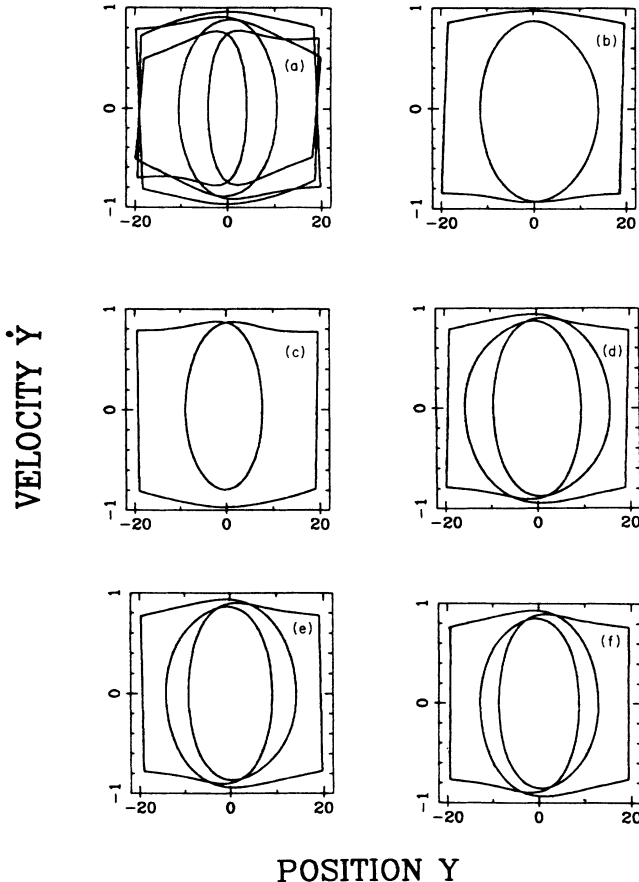 1 0 -1 (a) -20 0 20
1 0 -1 (b) -20 0 20
1 0 -1 (c) -20 0 20
1 0 -1 (d) -20 0 20
1 0 -1 (e) -20 0 20
1 0 -1 (f) -20 0 20
VELOCITY Ẏ
POSITION Y